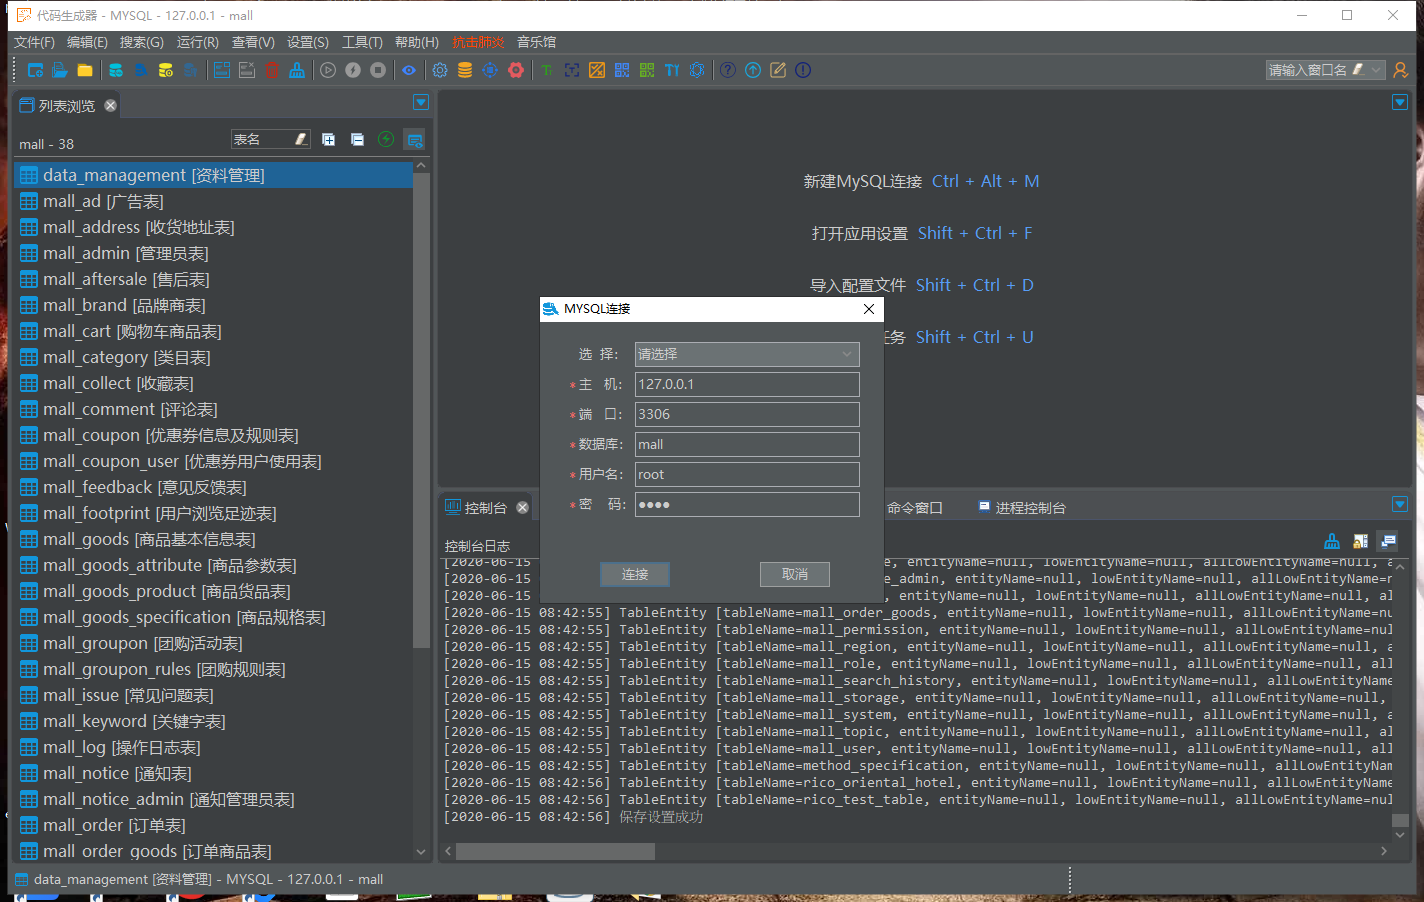 代码生成器 - MYSQL - 127.0.0.1 - mall
文件(F) 编辑(E) 搜索(G) 运行(R) 查看(V) 设置(S) 工具(T) 帮助(H) 抗击肺炎 音乐馆
请输入窗口名
列表浏览
mall - 38
表名
data_management [资料管理]
mall_ad [广告表]
mall_address [收货地址表]
mall_admin [管理员表]
mall_aftersale [售后表]
mall_brand [品牌商表]
mall_cart [购物车商品表]
mall_category [类目表]
mall_collect [收藏表]
mall_comment [评论表]
mall_coupon [优惠券信息及规则表]
mall_coupon_user [优惠券用户使用表]
mall_feedback [意见反馈表]
mall_footprint [用户浏览足迹表]
mall_goods [商品基本信息表]
mall_goods_attribute [商品参数表]
mall_goods_product [商品货品表]
mall_goods_specification [商品规格表]
mall_groupon [团购活动表]
mall_groupon_rules [团购规则表]
mall_issue [常见问题表]
mall_keyword [关键字表]
mall_log [操作日志表]
mall_notice [通知表]
mall_notice_admin [通知管理员表]
mall_order [订单表]
mall_order_goods [订单商品表]
新建MySQL连接 Ctrl + Alt + M
打开应用设置 Shift + Ctrl + F
导入配置文件 Shift + Ctrl + D
任务 Shift + Ctrl + U
MYSQL连接
选 择: 请选择
*主 机: 127.0.0.1
*端 口: 3306
*数据库: mall
*用户名: root
*密 码: ●●●●
连接 取消
控制台 命令窗口 进程控制台
控制台日志
[2020-06-15 e, entityName=null, lowEntityName=null, allLowEntityName=null, a
[2020-06-15 e_admin, entityName=null, lowEntityName=null, allLowEntityName=n
[2020-06-15 , entityName=null, lowEntityName=null, allLowEntityName=null, al
[2020-06-15 08:42:55] TableEntity [tableName=mall_order_goods, entityName=null, lowEntityName=null, allLowEntityName=nu
[2020-06-15 08:42:55] TableEntity [tableName=mall_permission, entityName=null, lowEntityName=null, allLowEntityName=nul
[2020-06-15 08:42:55] TableEntity [tableName=mall_region, entityName=null, lowEntityName=null, allLowEntityName=null, a
[2020-06-15 08:42:55] TableEntity [tableName=mall_role, entityName=null, lowEntityName=null, allLowEntityName=null, all
[2020-06-15 08:42:55] TableEntity [tableName=mall_search_history, entityName=null, lowEntityName=null, allLowEntityName
[2020-06-15 08:42:55] TableEntity [tableName=mall_storage, entityName=null, lowEntityName=null, allLowEntityName=null,
[2020-06-15 08:42:55] TableEntity [tableName=mall_system, entityName=null, lowEntityName=null, allLowEntityName=null, a
[2020-06-15 08:42:55] TableEntity [tableName=mall_topic, entityName=null, lowEntityName=null, allLowEntityName=null, al
[2020-06-15 08:42:55] TableEntity [tableName=mall_user, entityName=null, lowEntityName=null, allLowEntityName=null, all
[2020-06-15 08:42:55] TableEntity [tableName=method_specification, entityName=null, lowEntityName=null, allLowEntityNam
[2020-06-15 08:42:56] TableEntity [tableName=rico_oriental_hotel, entityName=null, lowEntityName=null, allLowEntityName
[2020-06-15 08:42:56] TableEntity [tableName=rico_test_table, entityName=null, lowEntityName=null, allLowEntityName=nul
[2020-06-15 08:42:56] 保存设置成功
data_management [资料管理] - MYSQL - 127.0.0.1 - mall